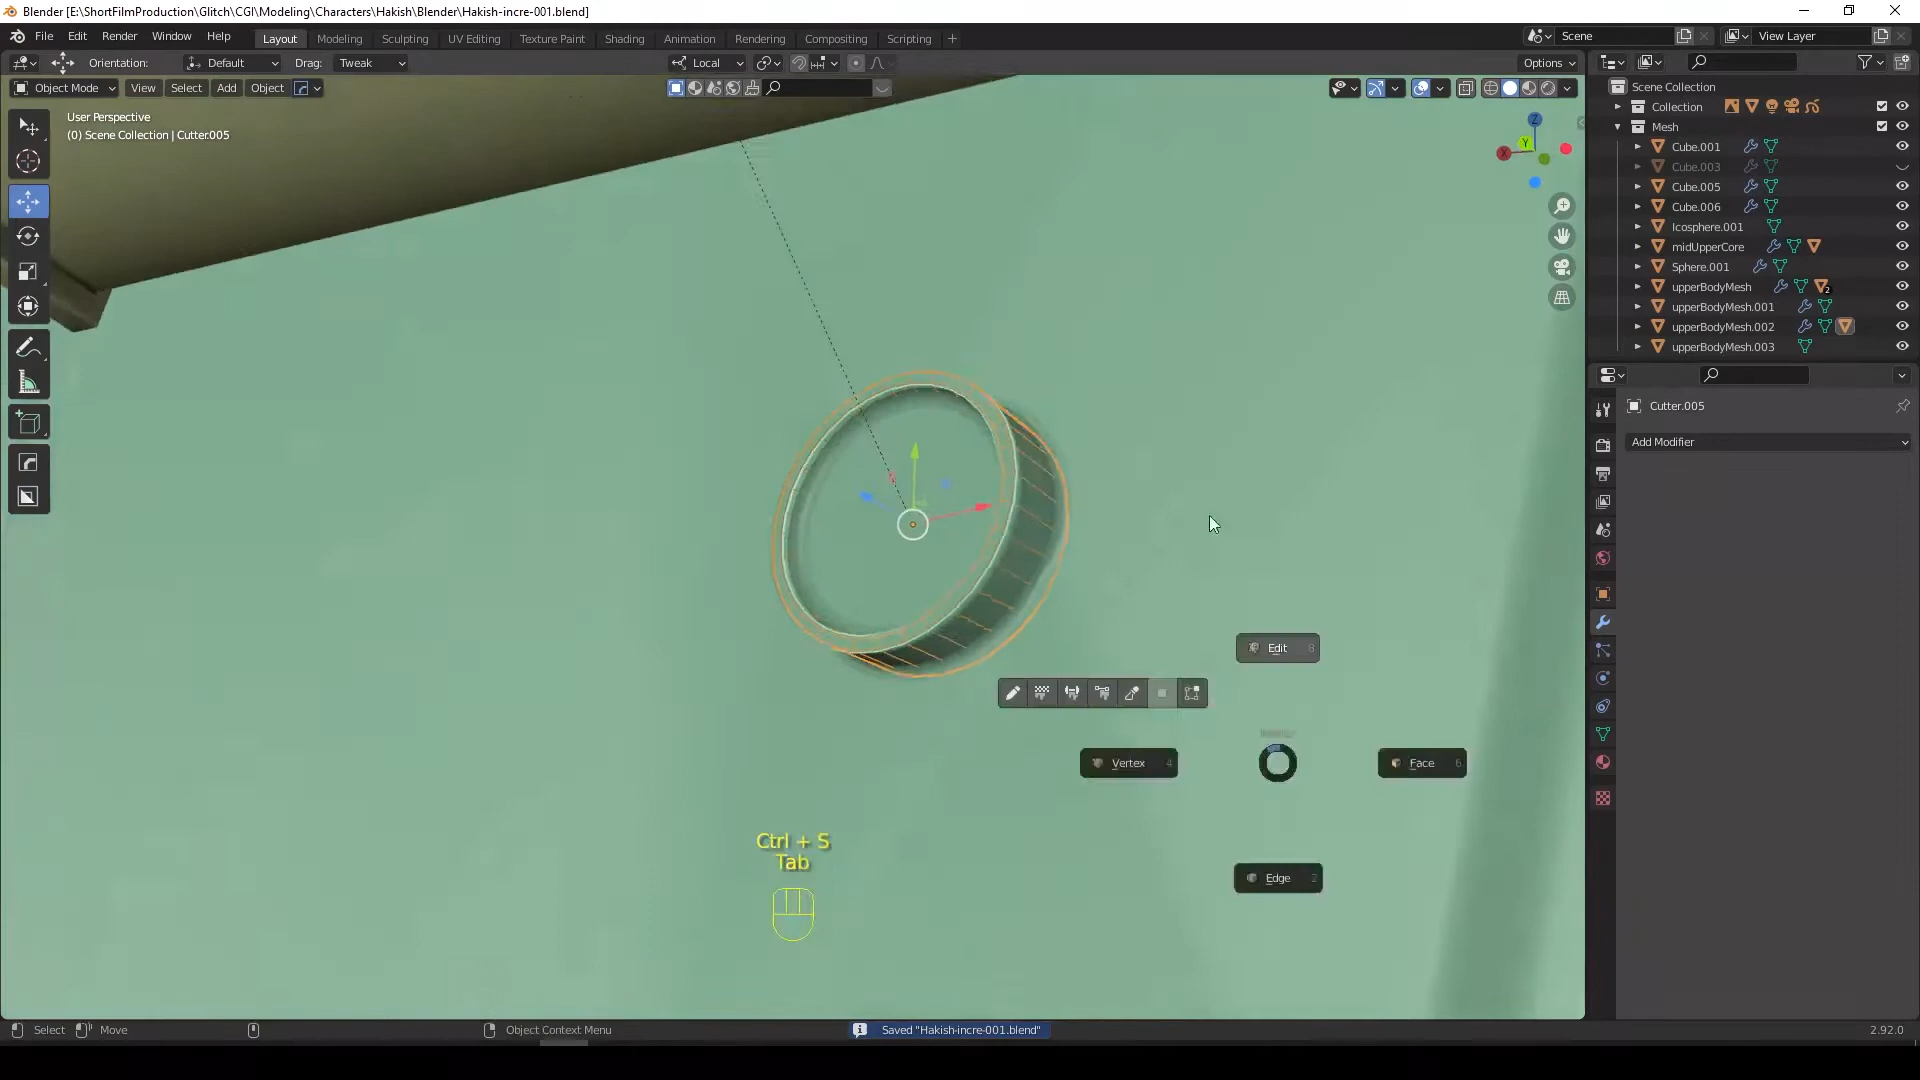 Blender [E:\ShortFilmProduction\Glitch\CGI\Modeling\Characters\Hakish\Blender\Hakish-incre-001.blend]
File Edit Render Window Help Layout Modeling Sculpting UV Editing Texture Paint Shading Animation Rendering Compositing Scripting + Scene View Layer
Orientation: Default Drag: Tweak Local Options
Object Mode View Select Add Object
User Perspective
(0) Scene Collection | Cutter.005
Z
Y
X
Scene Collection
Collection
Mesh
Cube.001
Cube.003
Cube.005
Cube.006
Icosphere.001
midUpperCore
Sphere.001
upperBodyMesh 2
upperBodyMesh.001
upperBodyMesh.002
upperBodyMesh.003
Cutter.005
Add Modifier
Edit 8
Vertex 4
Face 6
Edge 2
Ctrl + S
Tab
Select Move Object Context Menu Saved "Hakish-incre-001.blend" 2.92.0